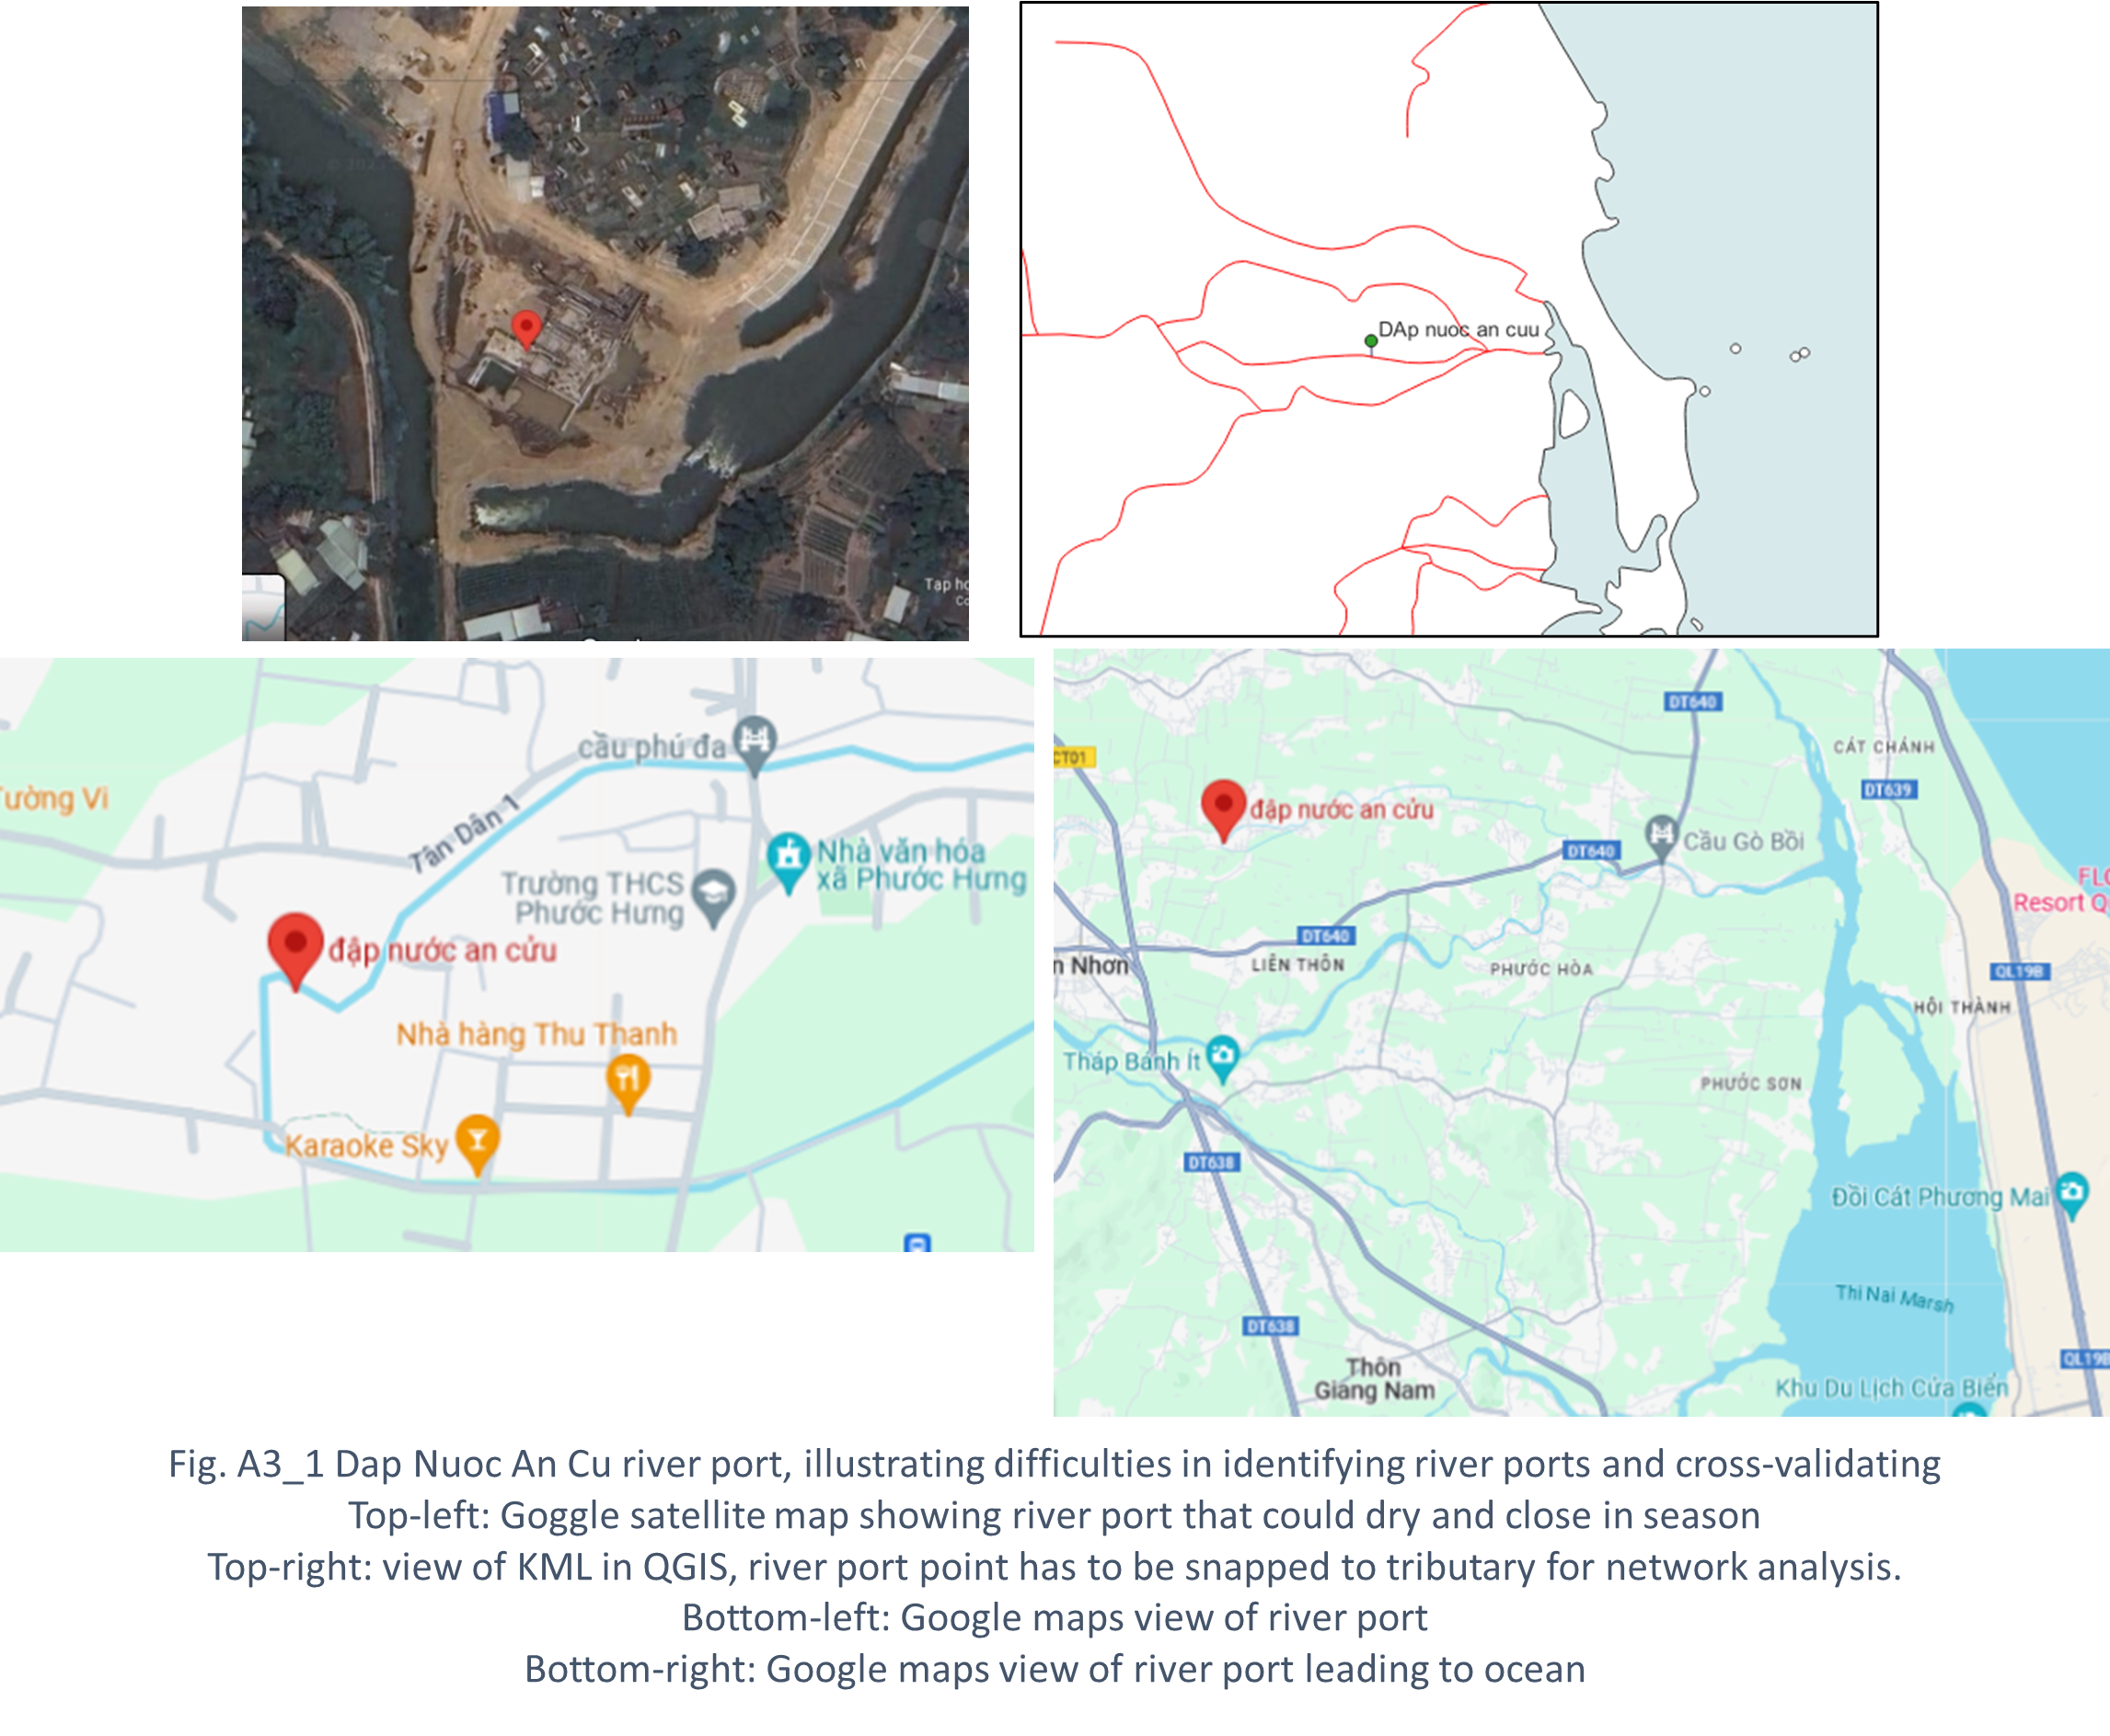 Tap hó
DAp nuoc an cuu
cầu phú đa
Tường Vi
Tân Dân 1
Nhà văn hóa
xã Phước Hưng
Trường THCS
Phước Hưng
đập nước an cửu
Nhà hàng Thu Thanh
Karaoke Sky
DT640
CÁT CHÁNH
CT01
DT639
đập nước an cửu
DT640
Cầu Gò Bồi
FLC
Resort Q
DT640
n Nhơn
LIÊN THÔN
PHƯỚC HÒA
QL19B
HỘI THÀNH
Tháp Bánh Ít
PHƯỚC SƠN
DT638
Đồi Cát Phương Mai
Thi Nai Marsh
DT638
QL19B
Thôn
Giang Nam
Khu Du Lịch Cửa Biển
Fig. A3_1 Dap Nuoc An Cu river port, illustrating difficulties in identifying river ports and cross-validating
Top-left: Goggle satellite map showing river port that could dry and close in season
Top-right: view of KML in QGIS, river port point has to be snapped to tributary for network analysis.
Bottom-left: Google maps view of river port
Bottom-right: Google maps view of river port leading to ocean